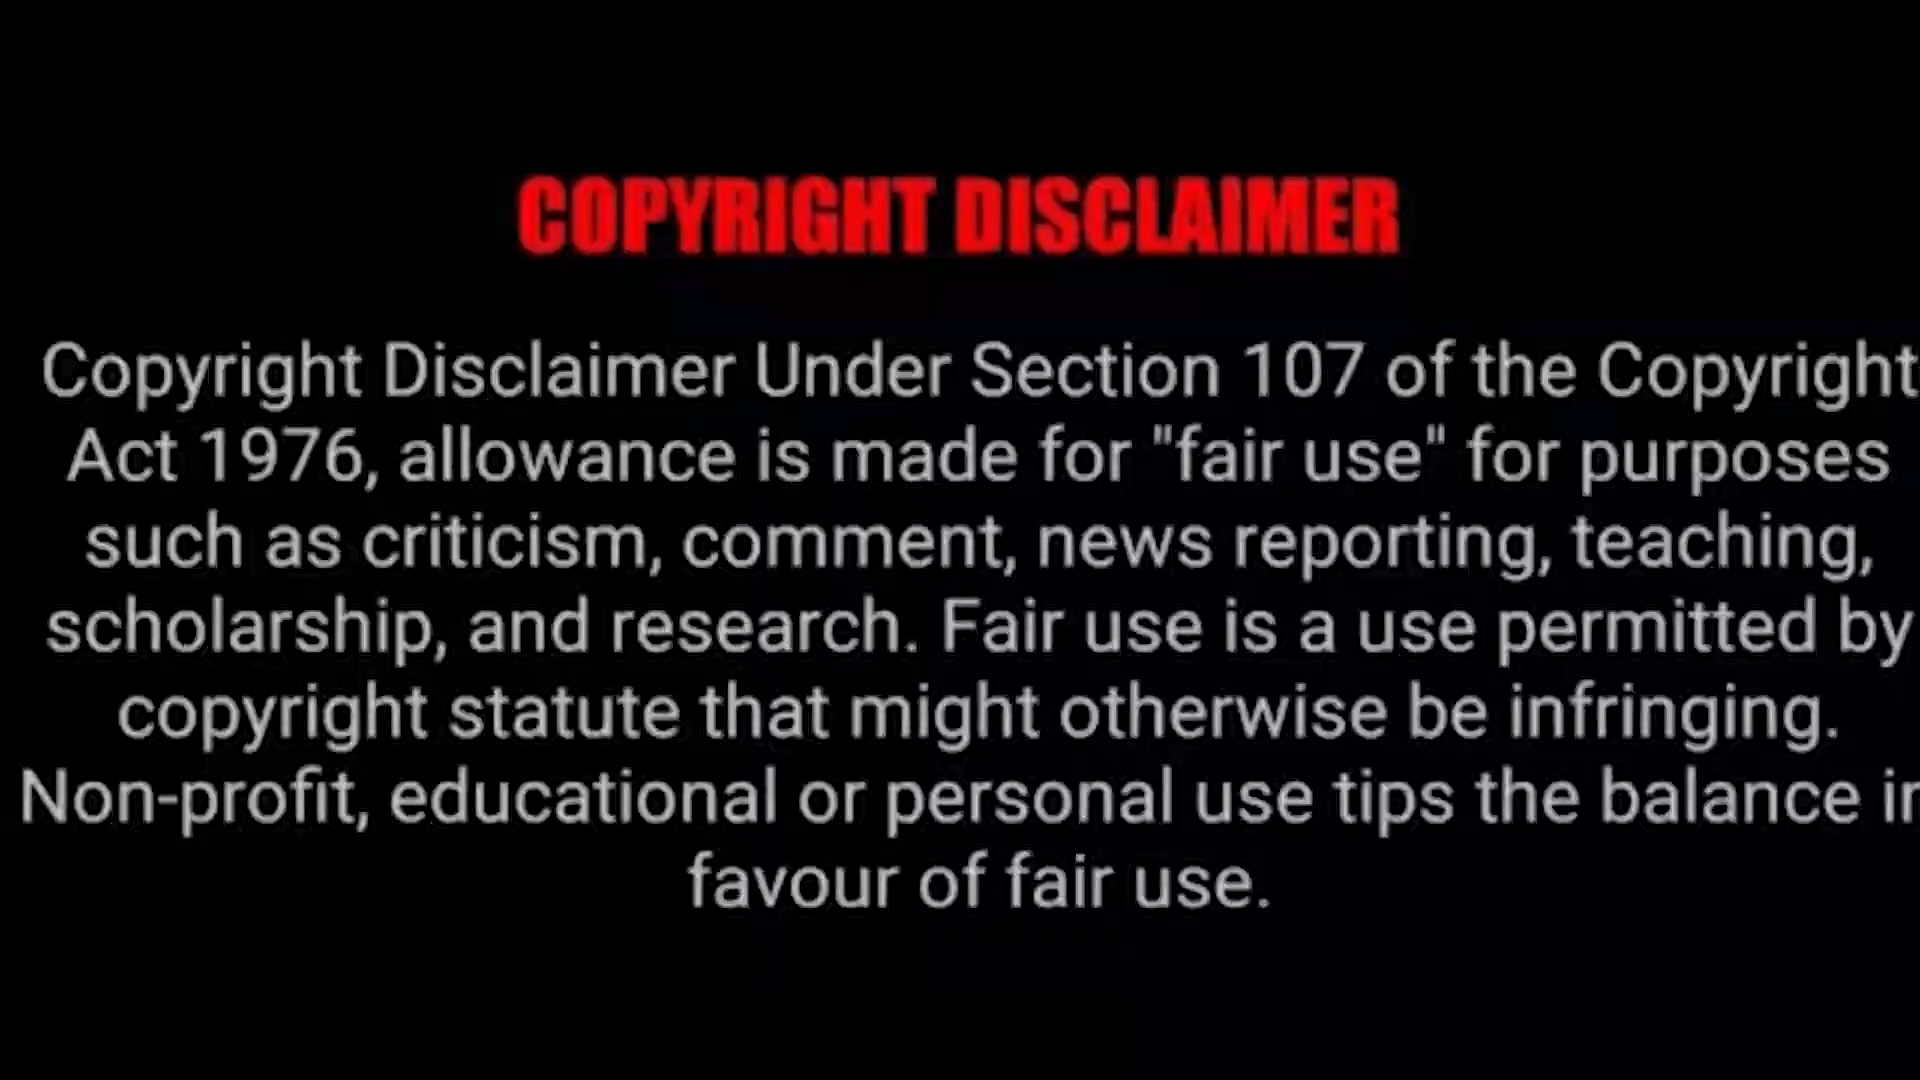 COPYRIGHT DISCLAIMER
Copyright Disclaimer Under Section 107 of the Copyright
Act 1976, allowance is made for "fair use" for purposes
such as criticism, comment, news reporting, teaching,
scholarship, and research. Fair use is a use permitted by
copyright statute that might otherwise be infringing.
Non-profit, educational or personal use tips the balance in
favour of fair use.